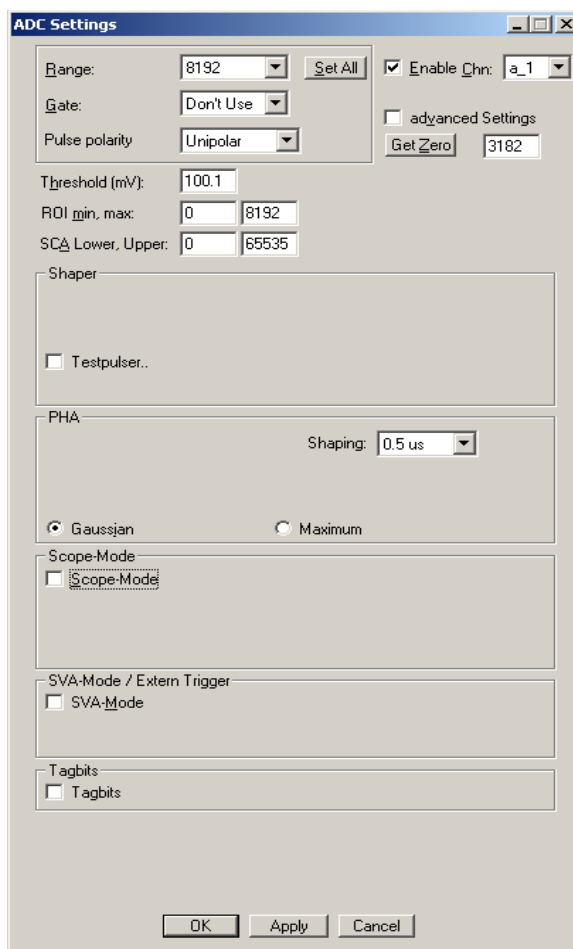 ADC Settings
Range: 8192 Set All Enable Chn: a_1
Gate: Don't Use
advanced Settings
Pulse polarity Unipolar Get Zero 3182
Threshold (mV): 100.1
ROI min, max: 0 8192
SCA Lower, Upper: 0 65535
Shaper
Testpulser..
PHA
Shaping: 0.5 us
Gaussian Maximum
Scope-Mode
Scope-Mode
SVA-Mode / Extern Trigger
SVA-Mode
Tagbits
Tagbits
OK Apply Cancel